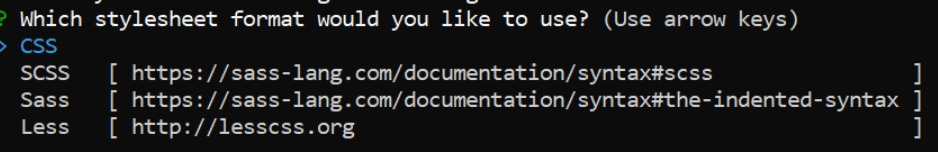 ? Which stylesheet format would you like to use? (Use arrow keys)
> CSS
SCSS [ https://sass-lang.com/documentation/syntax#scss ]
Sass [ https://sass-lang.com/documentation/syntax#the-indented-syntax ]
Less [ http://lesscss.org ]